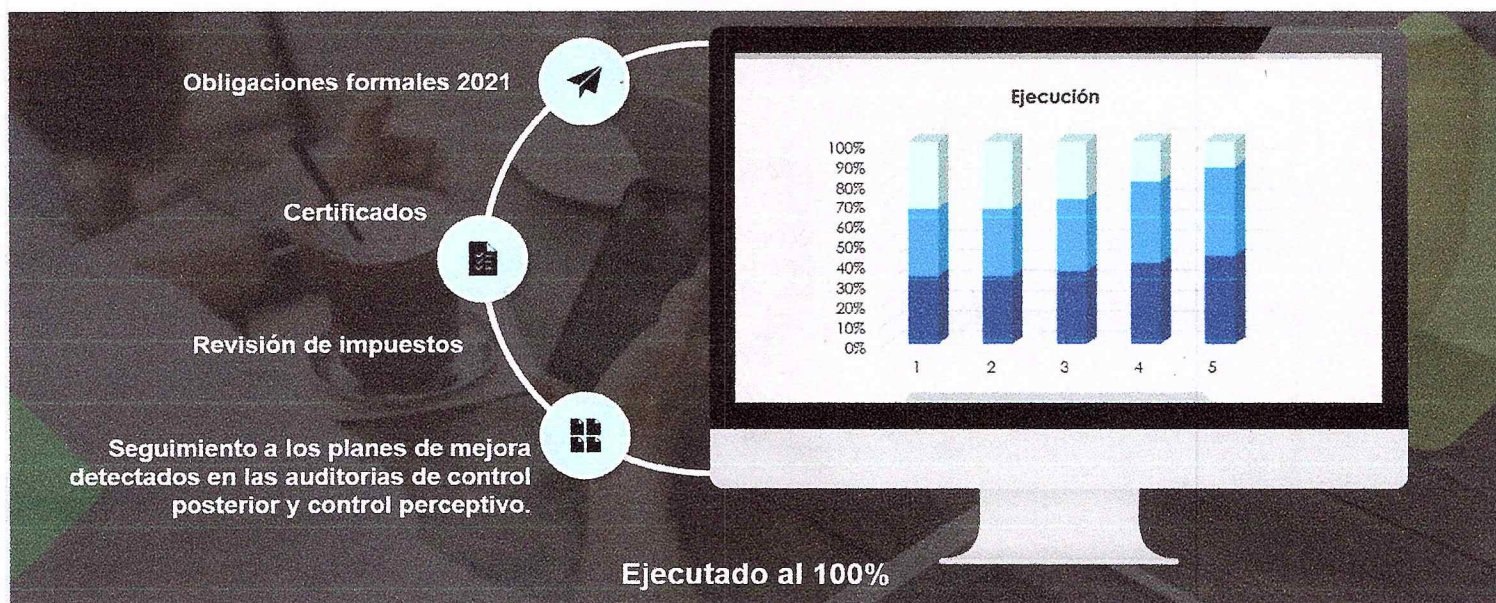 Obligaciones formales 2021
Certificados
Revisión de impuestos
Seguimiento a los planes de mejora
detectados en las auditorias de control
posterior y control perceptivo.
Ejecutado al 100%
Ejecución
100%
90%
80%
70%
60%
50%
40%
30%
20%
10%
0%
1 2 3 4 5